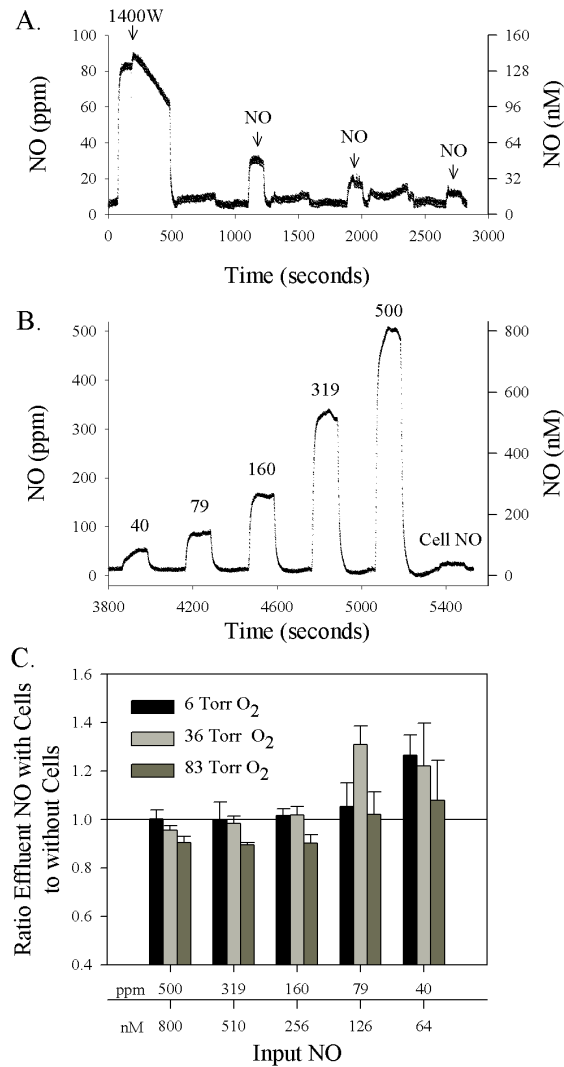 A.
1400W
100
80
60
40
20
0
NO (ppm)
NO
NO
NO
160
128
96
64
32
0
NO (nM)
0 500 1000 1500 2000 2500 3000
Time (seconds)
B.
500
400
300
200
100
0
NO (ppm)
40
79
160
319
500
Cell NO
800
600
400
200
0
NO (nM)
3800 4200 4600 5000 5400
Time (seconds)
C.
1.6
1.4
1.2
1.0
0.8
0.6
0.4
Ratio Effluent NO with Cells
to without Cells
6 Torr O2
36 Torr O2
83 Torr O2
ppm 500 319 160 79 40
nM 800 510 256 126 64
Input NO